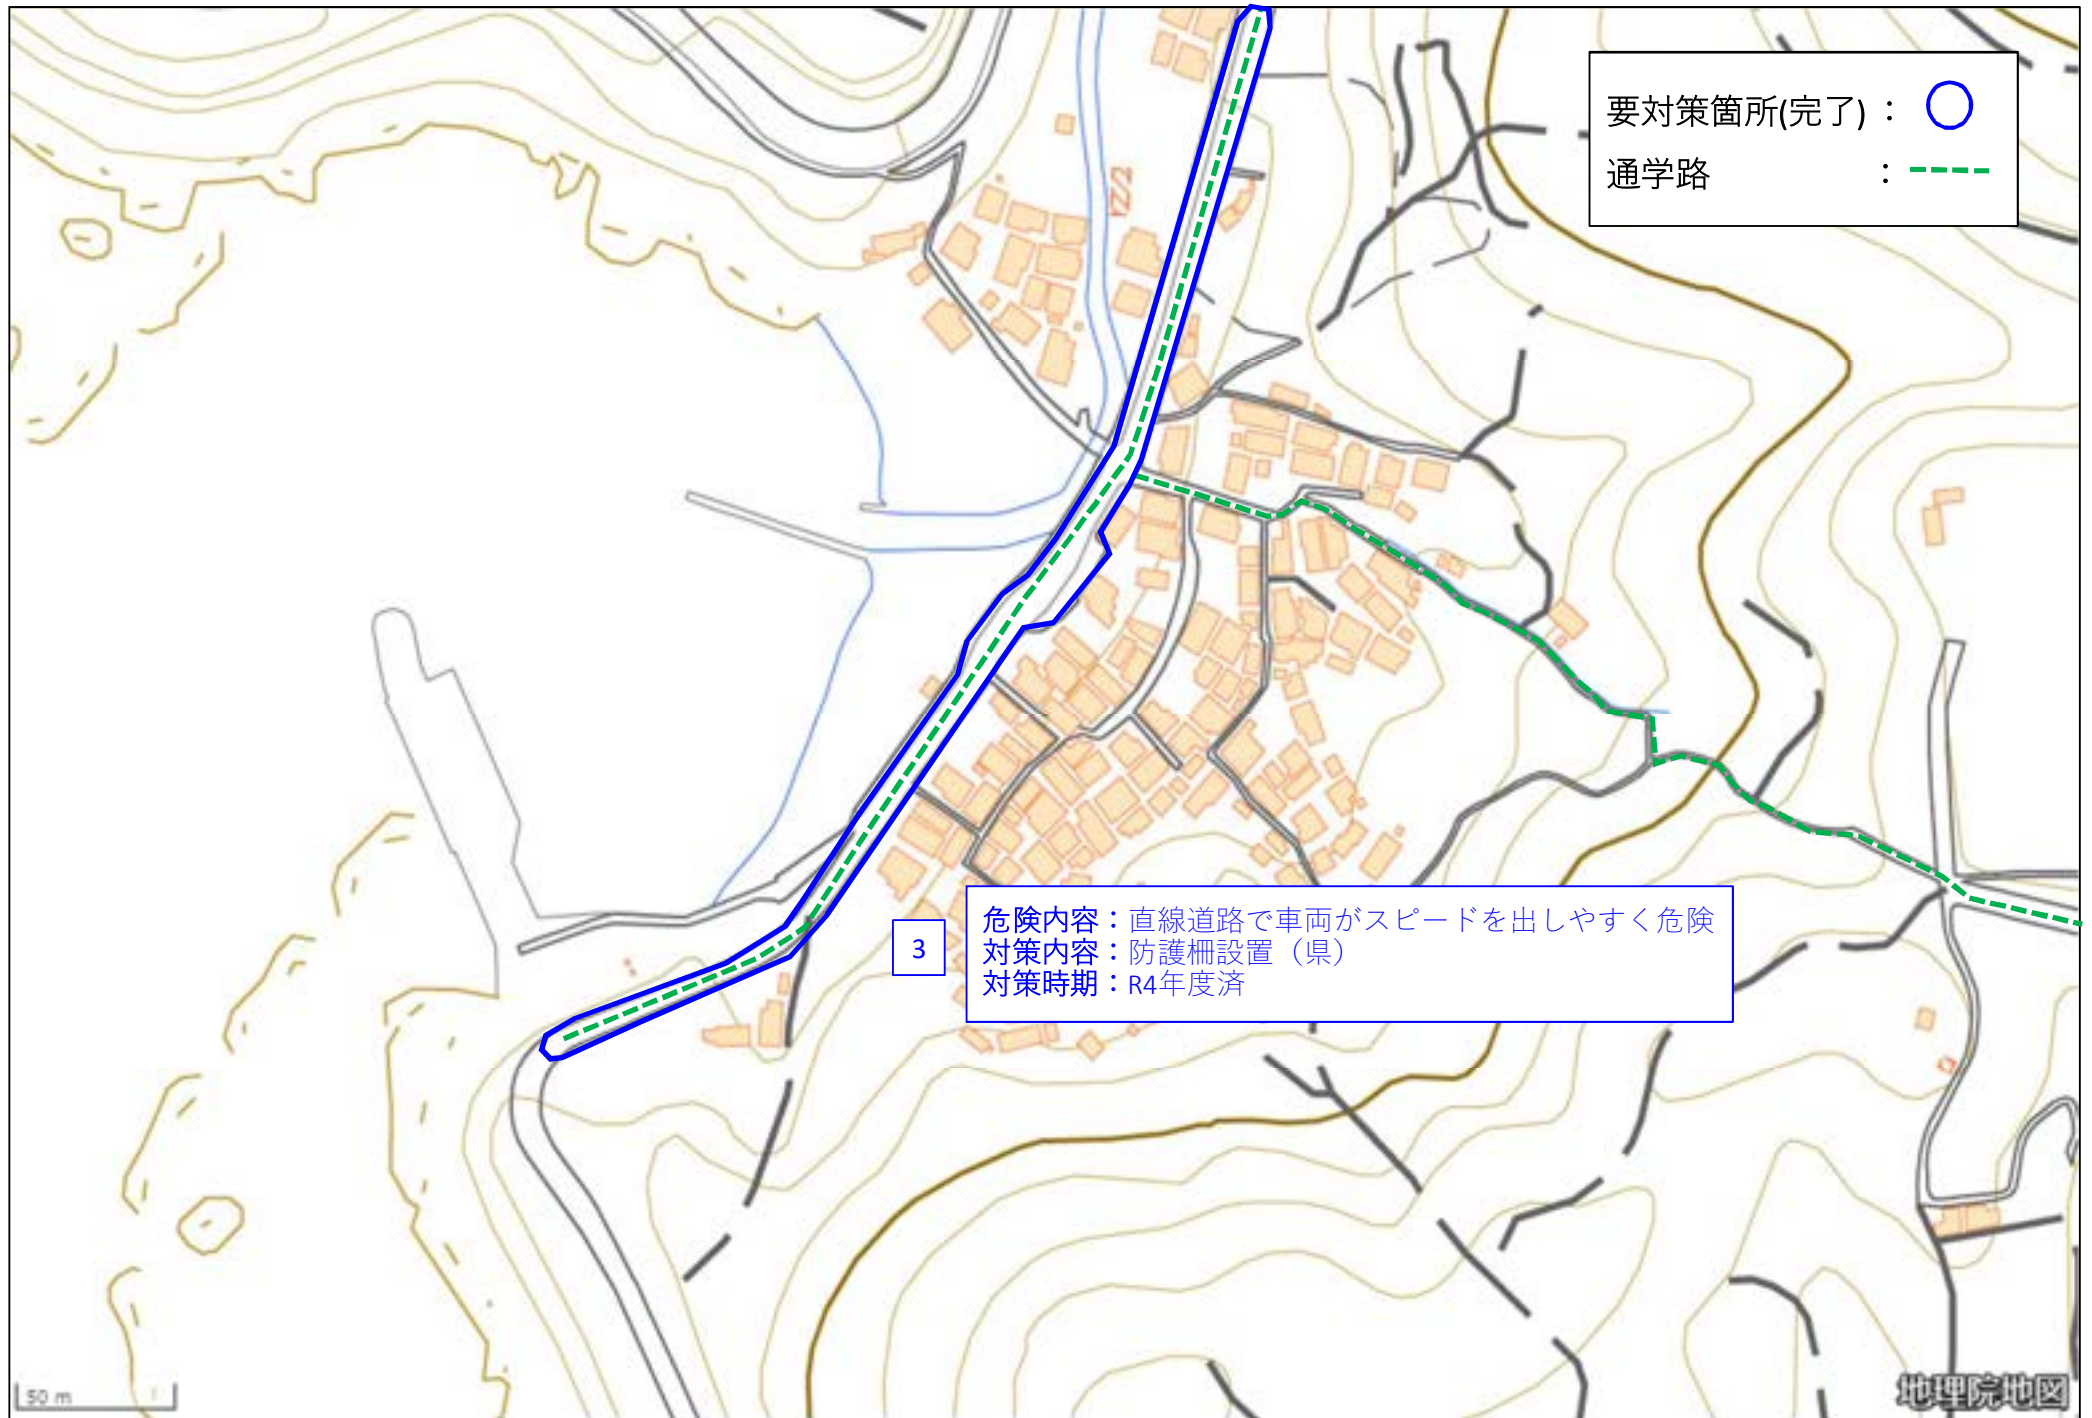 要対策箇所(完了)：
通学路　　　　　：
3
危険内容：直線道路で車両がスピードを出しやすく危険
対策内容：防護柵設置（県）
対策時期：R4年度済
50 m
地理院地図